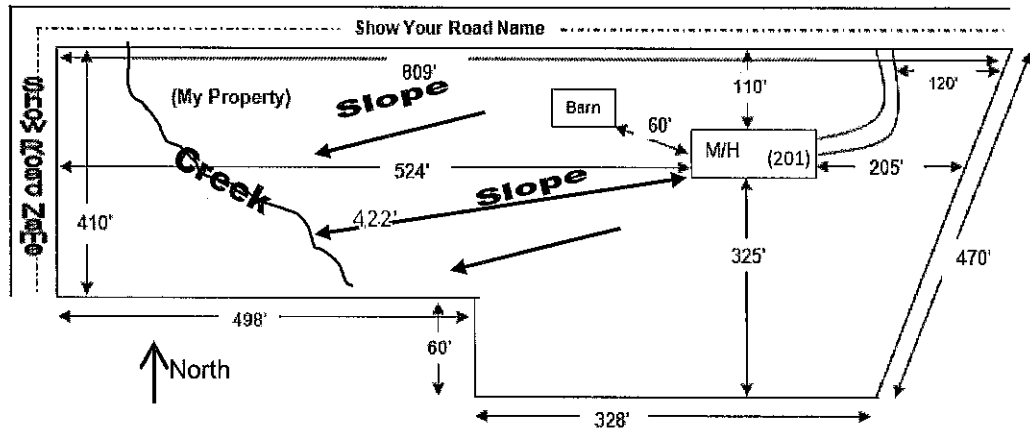 Show Your Road Name
Show Road Name
809'
(My Property)
Slope
110'
120'
Barn
60'
M/H
(201)
Creek
524'
Slope
205'
410'
422'
325'
470'
498'
60'
North
328'